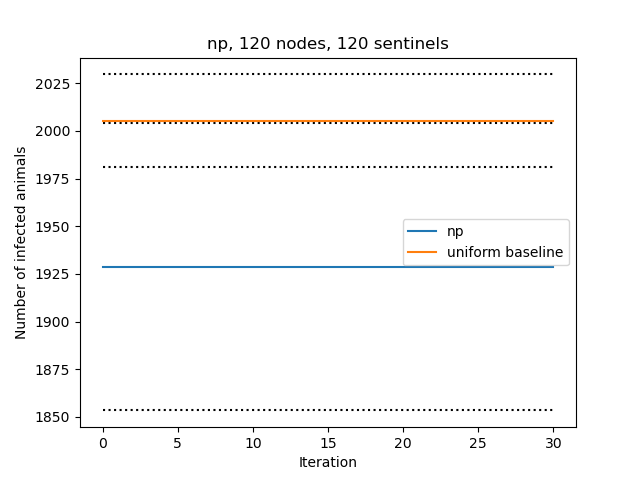 np, 120 nodes, 120 sentinels
Number of infected animals
2025
2000
1975
1950
1925
1900
1875
1850
np
uniform baseline
0 5 10 15 20 25 30
Iteration